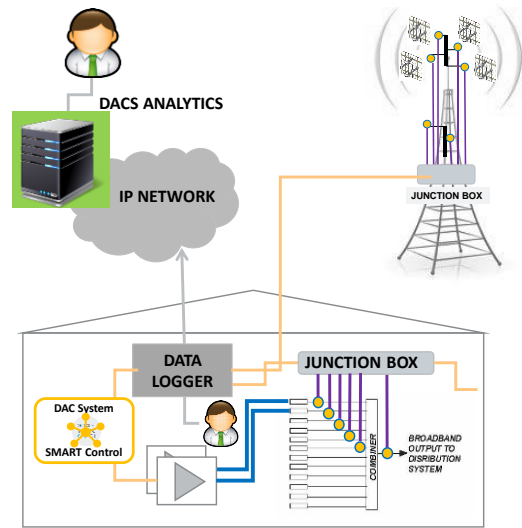 DACS ANALYTICS
IP NETWORK
JUNCTION BOX
DATA
LOGGER
JUNCTION BOX
DAC System
SMART Control
COMBINER
BROADBAND
OUTPUT TO
DISRIBUTION
SYSTEM